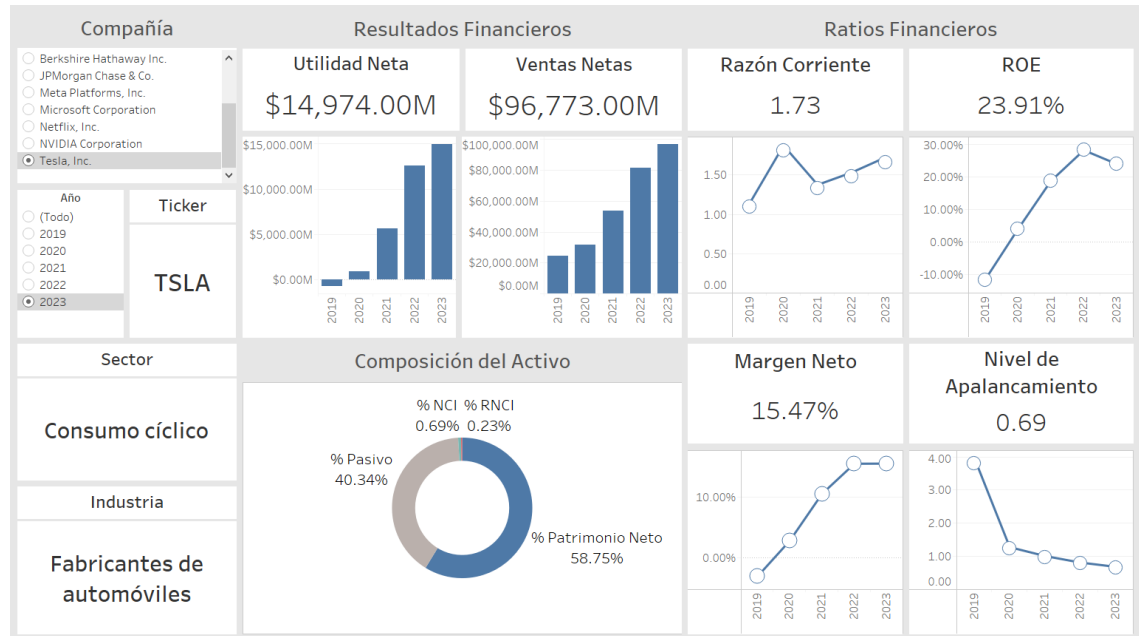 Compañía
Resultados Financieros
Ratios Financieros
Berkshire Hathaway Inc.
JPMorgan Chase & Co.
Meta Platforms, Inc.
Microsoft Corporation
Netflix, Inc.
NVIDIA Corporation
Tesla, Inc.
Utilidad Neta
$14,974.00M
Ventas Netas
$96,773.00M
Razón Corriente
1.73
ROE
23.91%
$15,000.00M
$10,000.00M
$5,000.00M
$0.00M
2019
2020
2021
2022
2023
$100,000.00M
$80,000.00M
$60,000.00M
$40,000.00M
$20,000.00M
$0.00M
2019
2020
2021
2022
2023
1.50
1.00
0.50
0.00
2019
2020
2021
2022
2023
30.00%
20.00%
10.00%
0.00%
-10.00%
2019
2020
2021
2022
2023
Año
(Todo)
2019
2020
2021
2022
2023
Ticker
TSLA
Sector
Consumo cíclico
Industria
Fabricantes de
automóviles
Composición del Activo
% NCI
0.69%
% RNCI
0.23%
% Pasivo
40.34%
% Patrimonio Neto
58.75%
Margen Neto
15.47%
10.00%
0.00%
2019
2020
2021
2022
2023
Nivel de
Apalancamiento
0.69
4.00
3.00
2.00
1.00
0.00
2019
2020
2021
2022
2023